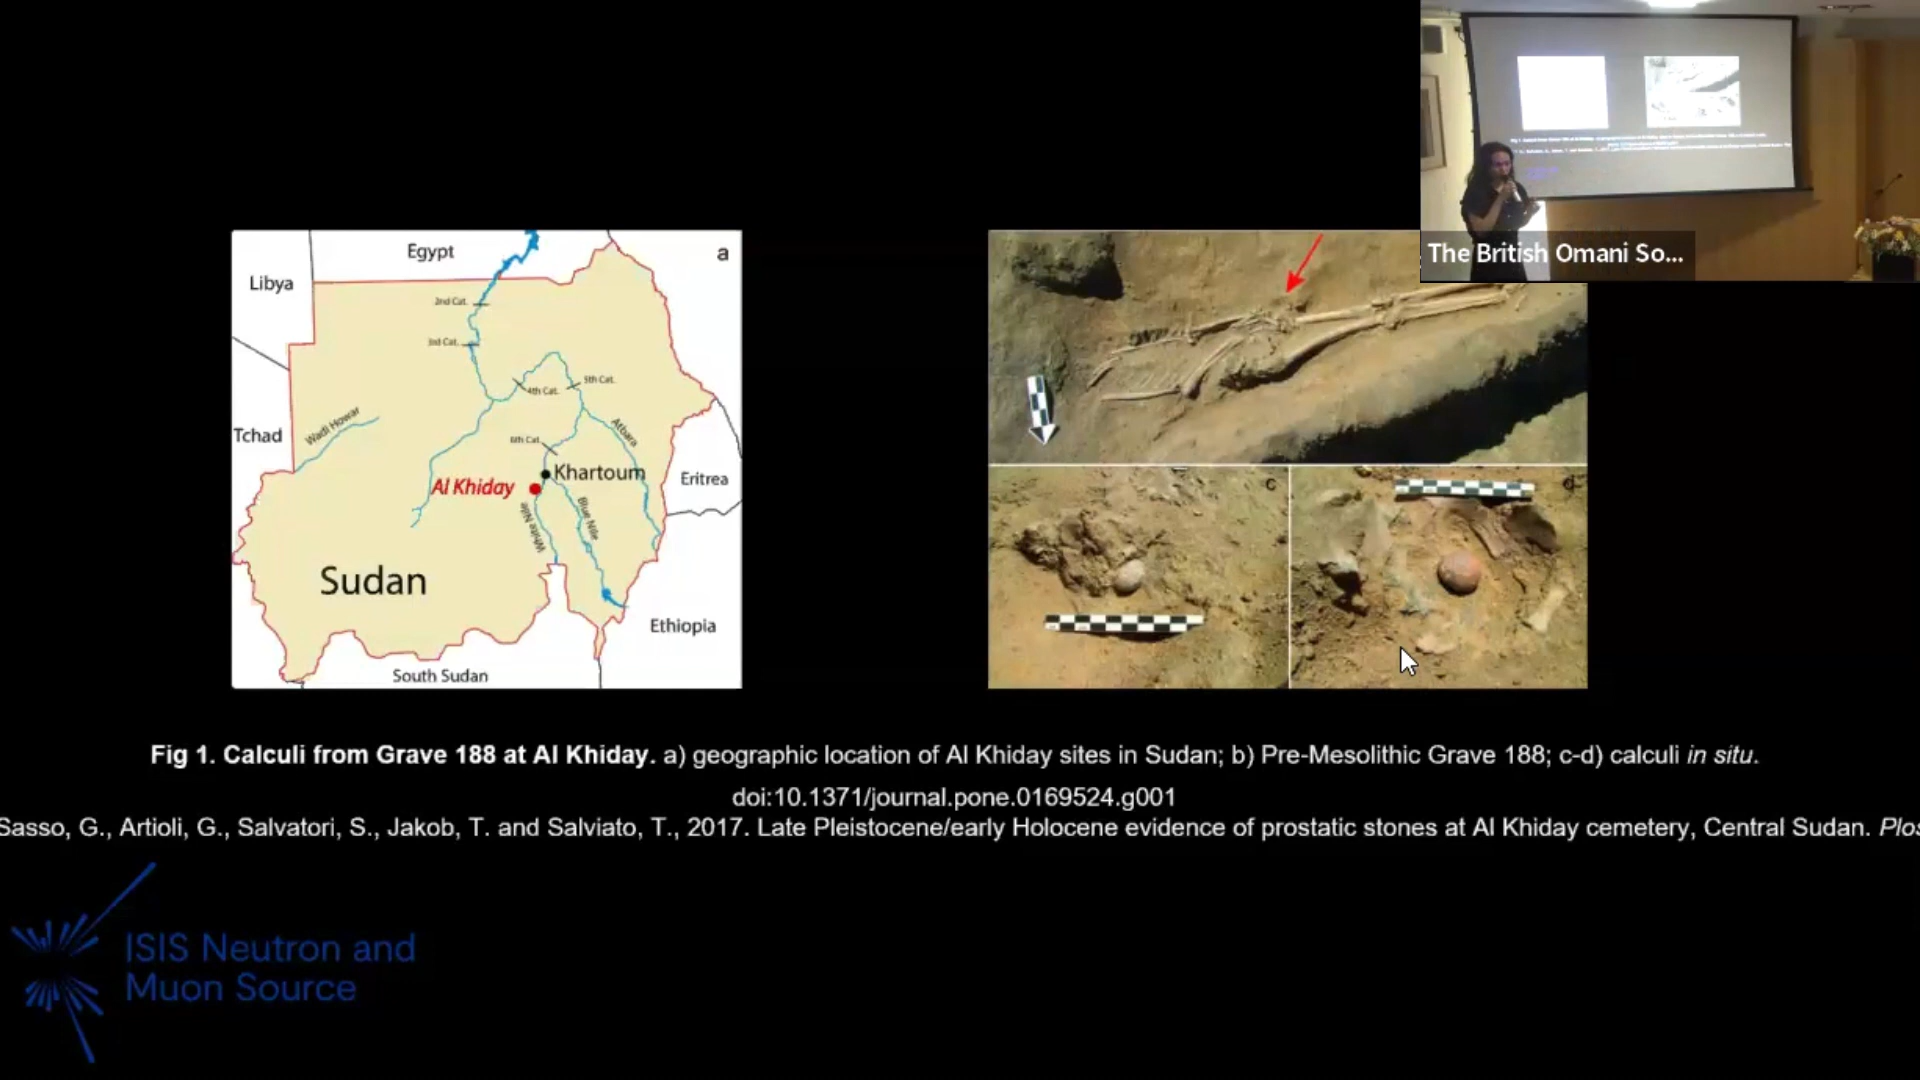 The British Omani So...
Egypt
a
Libya
2nd Cat.
3rd Cat.
4th Cat.
5th Cat.
Wadi Howar
Atbara
Tchad
6th Cat.
Khartoum
Al Khiday
Eritrea
White Nile
Blue Nile
Sudan
Ethiopia
South Sudan
c
d
Fig 1. Calculi from Grave 188 at Al Khiday. a) geographic location of Al Khiday sites in Sudan; b) Pre-Mesolithic Grave 188; c-d) calculi in situ.
doi:10.1371/journal.pone.0169524.g001
Sasso, G., Artioli, G., Salvatori, S., Jakob, T. and Salviato, T., 2017. Late Pleistocene/early Holocene evidence of prostatic stones at Al Khiday cemetery, Central Sudan. Plos
ISIS Neutron and
Muon Source